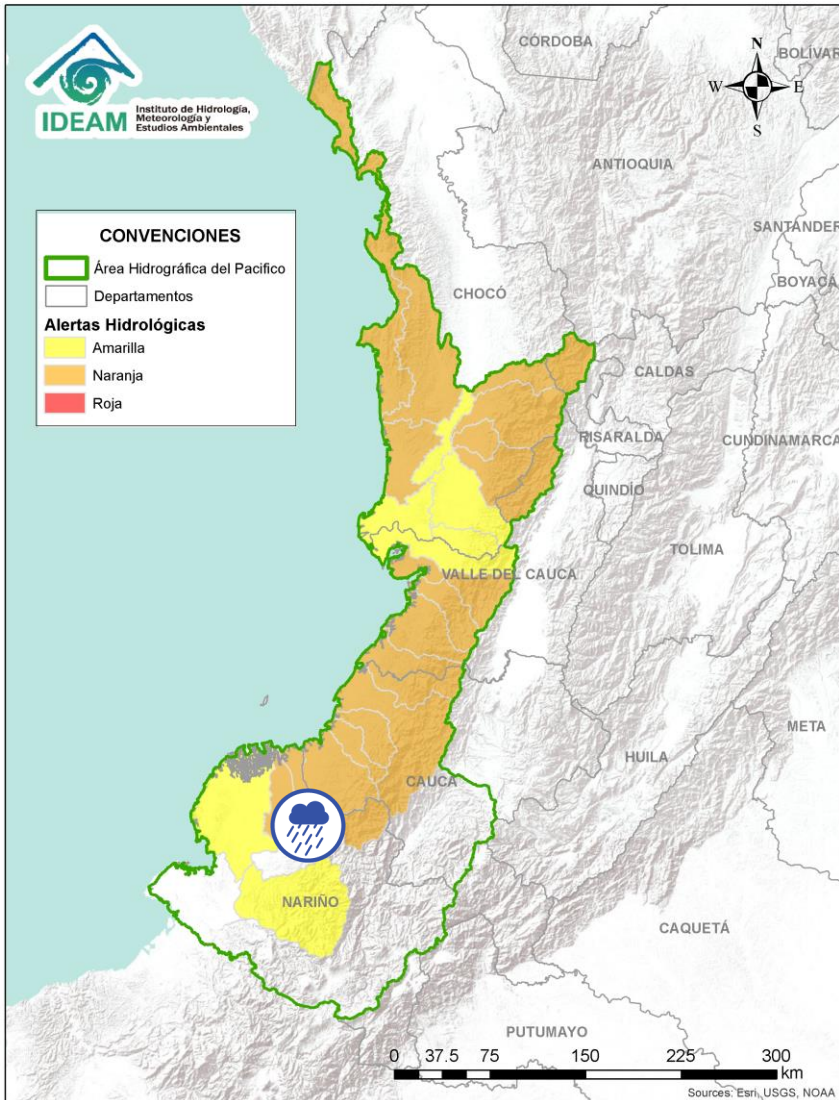 CÓRDOBA
BOLÍVAR
N
W
E
S
IDEAM
Instituto de Hidrología,
Meteorología y
Estudios Ambientales
ANTIOQUIA
SANTANDER
BOYACÁ
CONVENCIONES
Área Hidrográfica del Pacifico
Departamentos
Alertas Hidrológicas
Amarilla
Naranja
Roja
CHOCÓ
CALDAS
RISARALDA
CUNDINAMARCA
QUINDÍO
TOLIMA
VALLE DEL CAUCA
META
HUILA
CAUCA
NARIÑO
CAQUETÁ
PUTUMAYO
0 37.5 75 150 225 300
km
Sources: Esri, USGS, NOAA